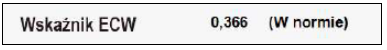 Wskaźnik ECW 0,366 (W normie)